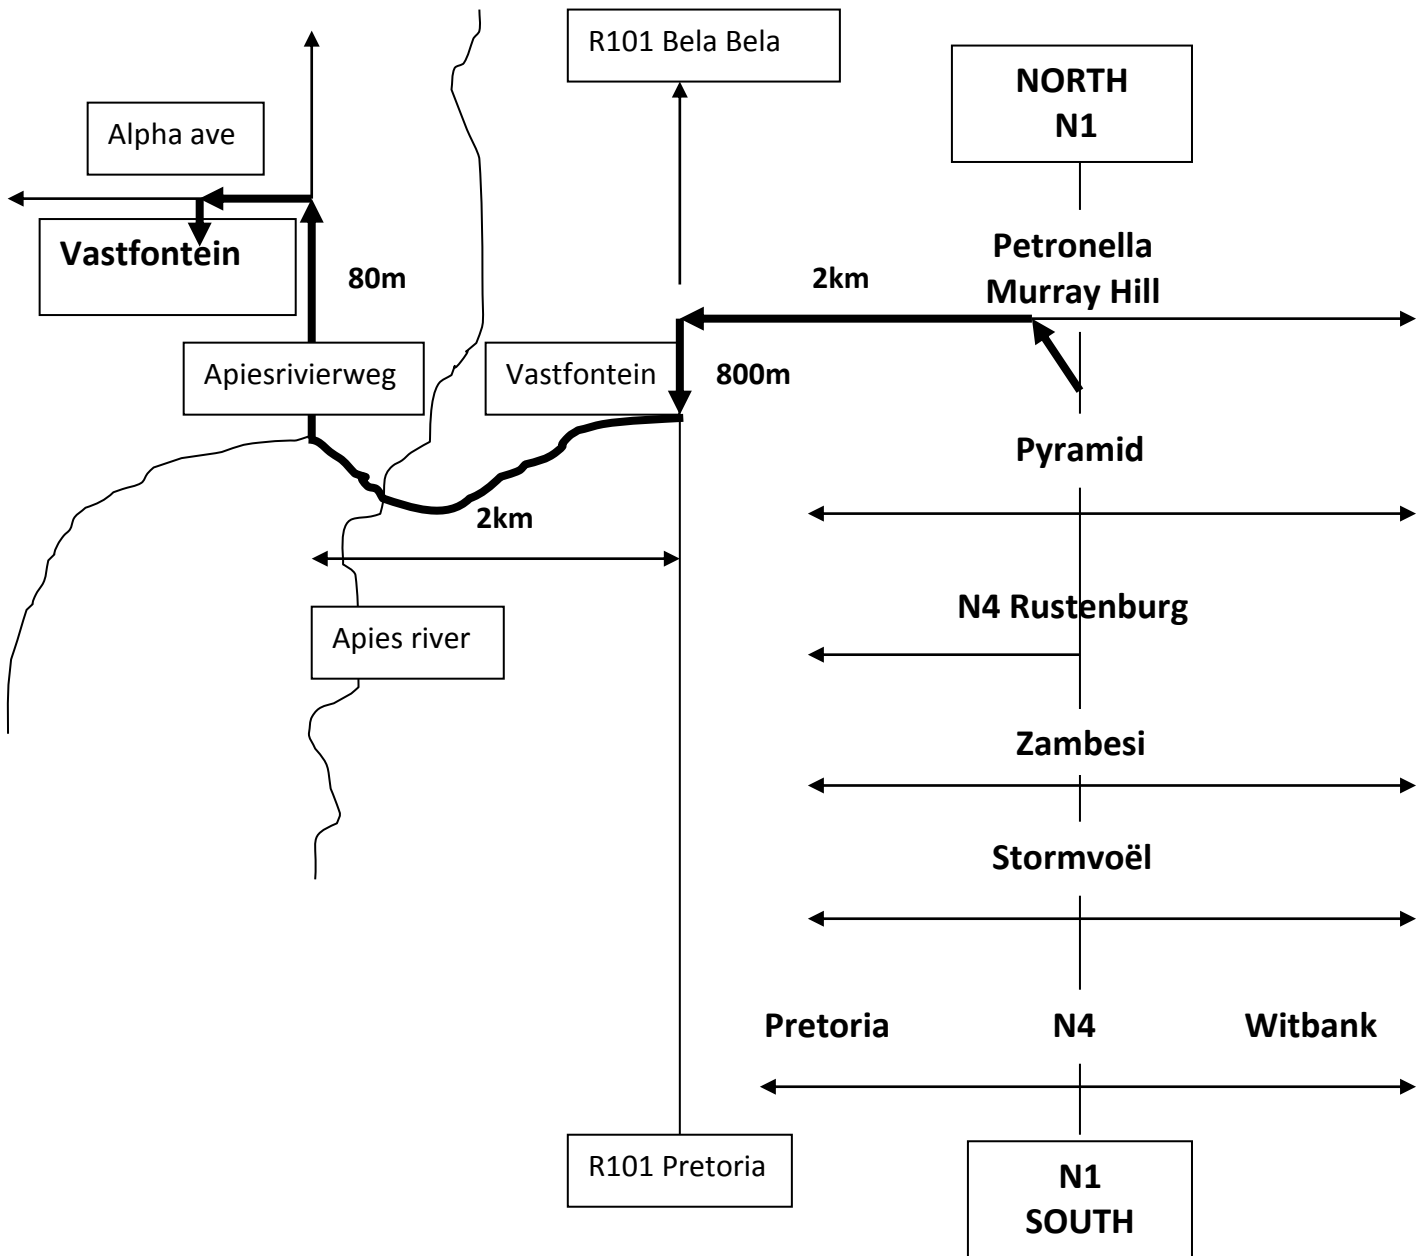 R101 Bela Bela
NORTH
N1
Alpha ave
Vastfontein
80m
2km
Petronella
Murray Hill
Apiesrivierweg
Vastfontein
800m
Pyramid
2km
N4 Rustenburg
Apies river
Zambesi
Stormvoël
Pretoria
N4
Witbank
R101 Pretoria
N1
SOUTH